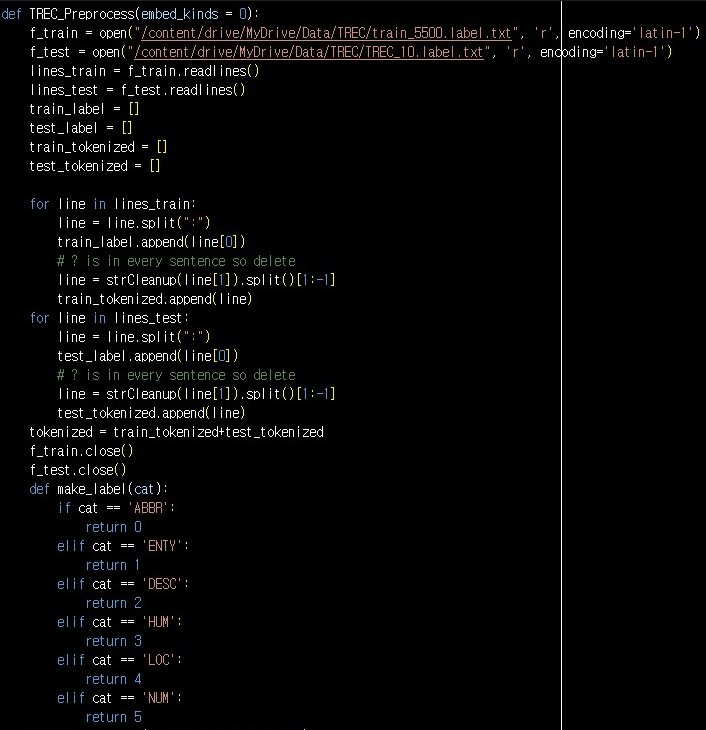 def TREC_Preprocess(embed_kinds = 0):
    f_train = open("/content/drive/MyDrive/Data/TREC/train_5500.label.txt", 'r', encoding='latin-1')
    f_test = open("/content/drive/MyDrive/Data/TREC/TREC_10.label.txt", 'r', encoding='latin-1')
    lines_train = f_train.readlines()
    lines_test = f_test.readlines()
    train_label = []
    test_label = []
    train_tokenized = []
    test_tokenized = []

    for line in lines_train:
        line = line.split(":")
        train_label.append(line[0])
        # ? is in every sentence so delete
        line = strCleanup(line[1]).split()[1:-1]
        train_tokenized.append(line)
    for line in lines_test:
        line = line.split(":")
        test_label.append(line[0])
        # ? is in every sentence so delete
        line = strCleanup(line[1]).split()[1:-1]
        test_tokenized.append(line)
    tokenized = train_tokenized+test_tokenized
    f_train.close()
    f_test.close()
    def make_label(cat):
        if cat == 'ABBR':
            return 0
        elif cat == 'ENTY':
            return 1
        elif cat == 'DESC':
            return 2
        elif cat == 'HUM':
            return 3
        elif cat == 'LOC':
            return 4
        elif cat == 'NUM':
            return 5